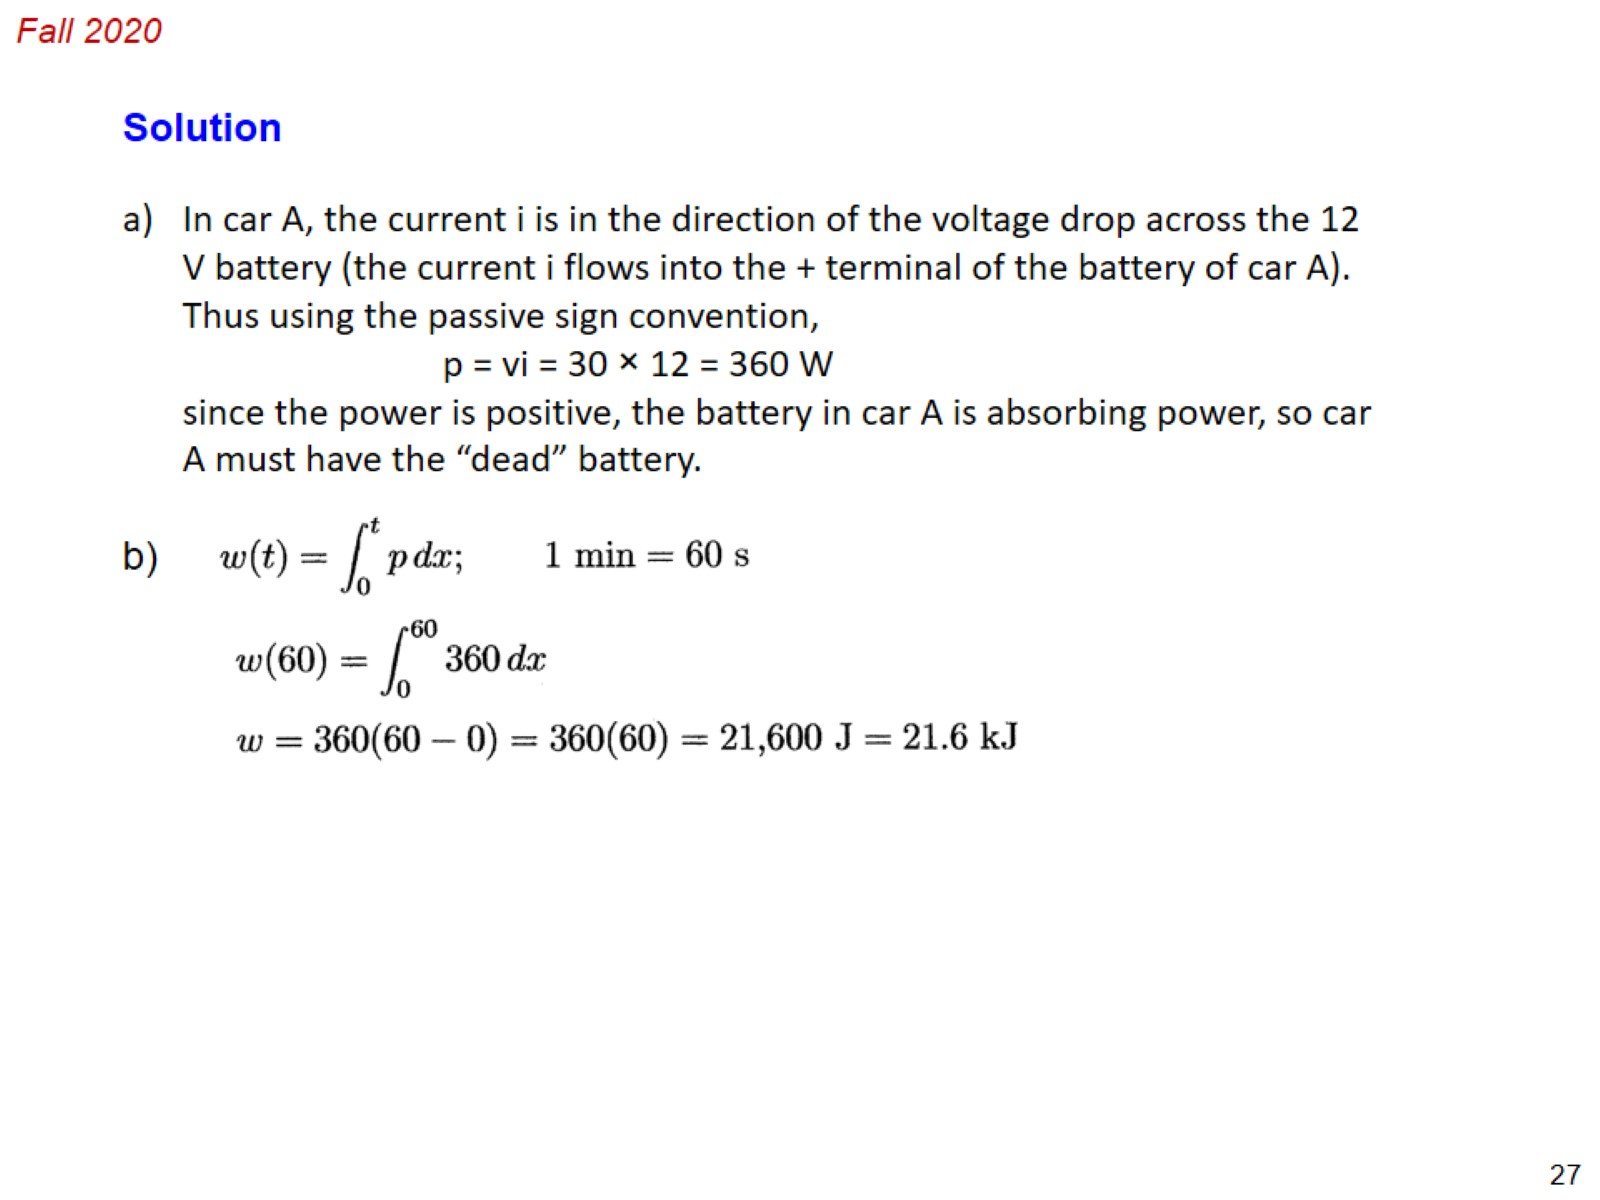 Fall 2020
Solution
a) In car A, the current i is in the direction of the voltage drop across the 12
V battery (the current i flows into the + terminal of the battery of car A).
Thus using the passive sign convention,
p = vi = 30 × 12 = 360 W
since the power is positive, the battery in car A is absorbing power, so car
A must have the “dead” battery.
b) w(t) = ∫₀ᵗ p dx; 1 min = 60 s
w(60) = ∫₀⁶⁰ 360 dx
w = 360(60 − 0) = 360(60) = 21,600 J = 21.6 kJ
27